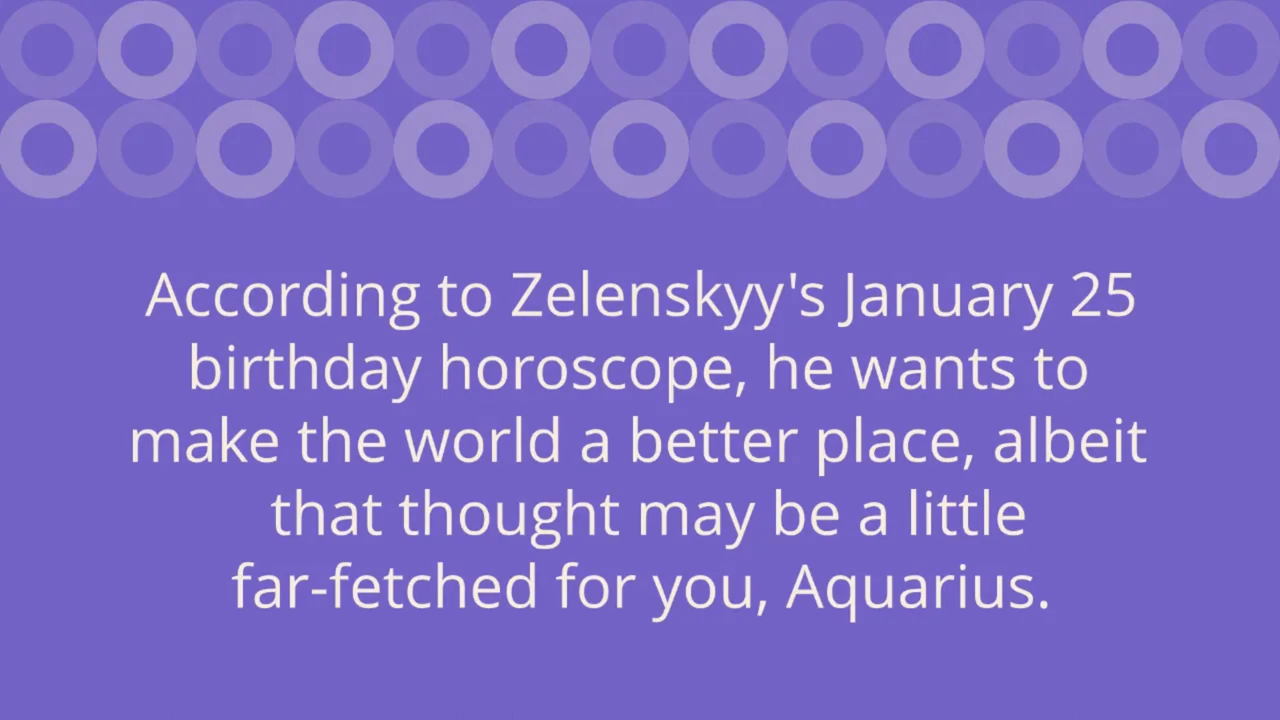 According to Zelenskyy's January 25
birthday horoscope, he wants to
make the world a better place, albeit
that thought may be a little
far-fetched for you, Aquarius.